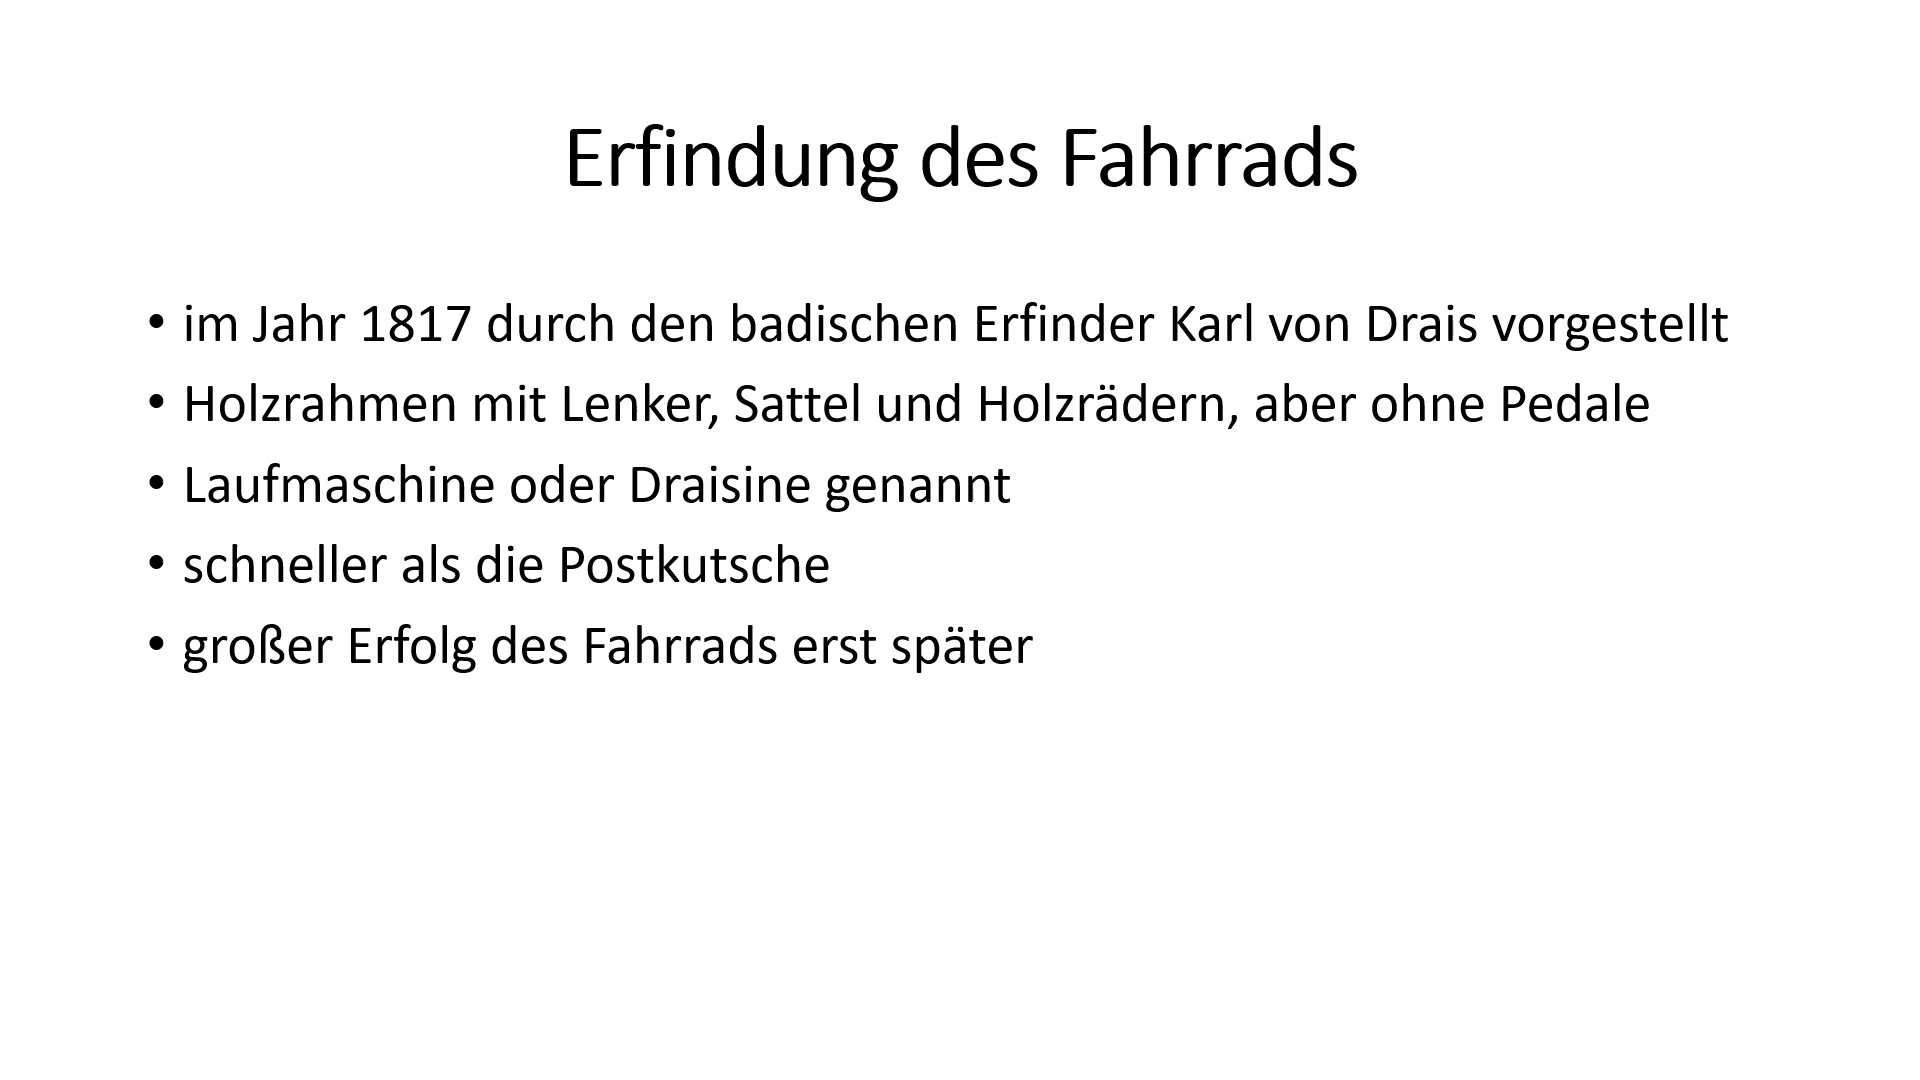 Erfindung des Fahrrads
• im Jahr 1817 durch den badischen Erfinder Karl von Drais vorgestellt
• Holzrahmen mit Lenker, Sattel und Holzrädern, aber ohne Pedale
• Laufmaschine oder Draisine genannt
• schneller als die Postkutsche
• großer Erfolg des Fahrrads erst später